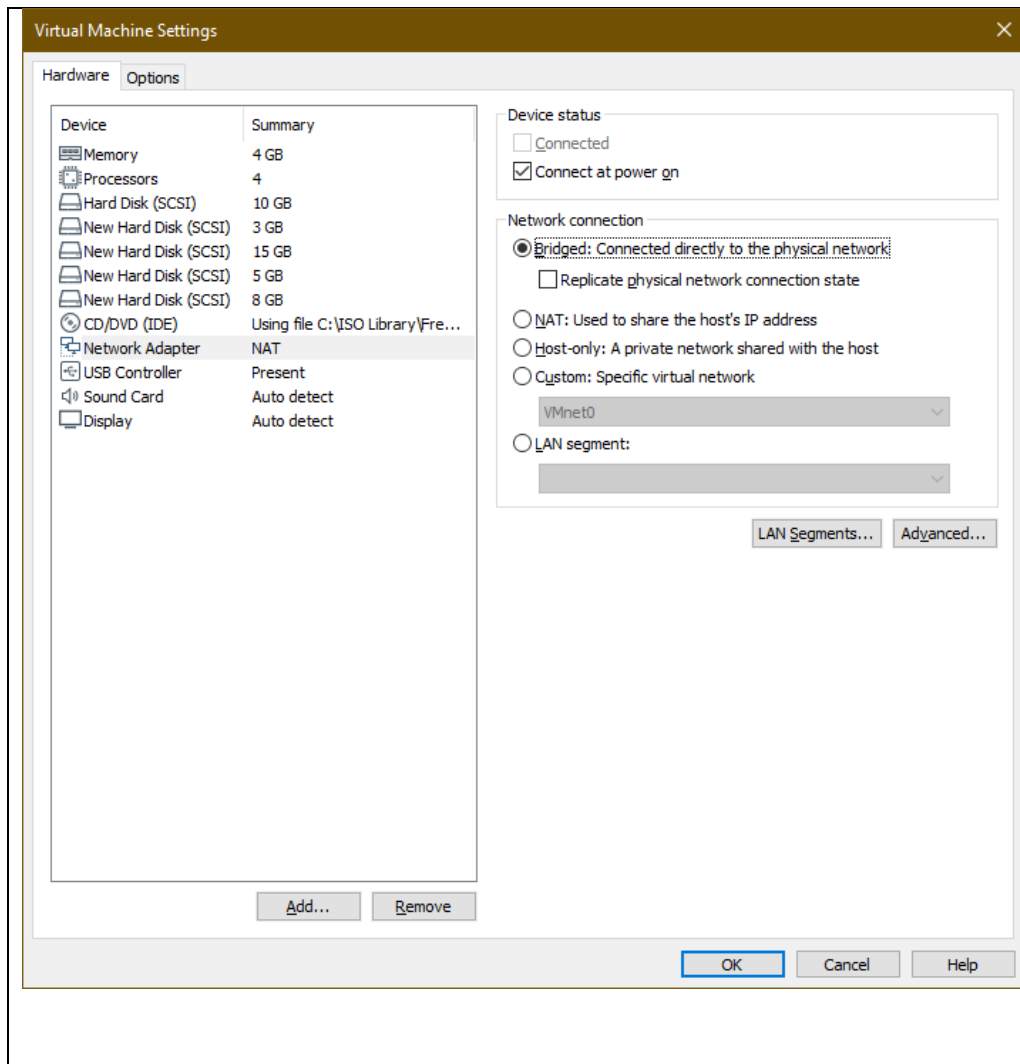 Virtual Machine Settings
Hardware Options
Device Summary
Memory 4 GB
Processors 4
Hard Disk (SCSI) 10 GB
New Hard Disk (SCSI) 3 GB
New Hard Disk (SCSI) 15 GB
New Hard Disk (SCSI) 5 GB
New Hard Disk (SCSI) 8 GB
CD/DVD (IDE) Using file C:\ISO Library\Fre...
Network Adapter NAT
USB Controller Present
Sound Card Auto detect
Display Auto detect
Add... Remove
Device status
Connected
Connect at power on
Network connection
Bridged: Connected directly to the physical network
Replicate physical network connection state
NAT: Used to share the host's IP address
Host-only: A private network shared with the host
Custom: Specific virtual network
VMnet0
LAN segment:
LAN Segments... Advanced...
OK Cancel Help